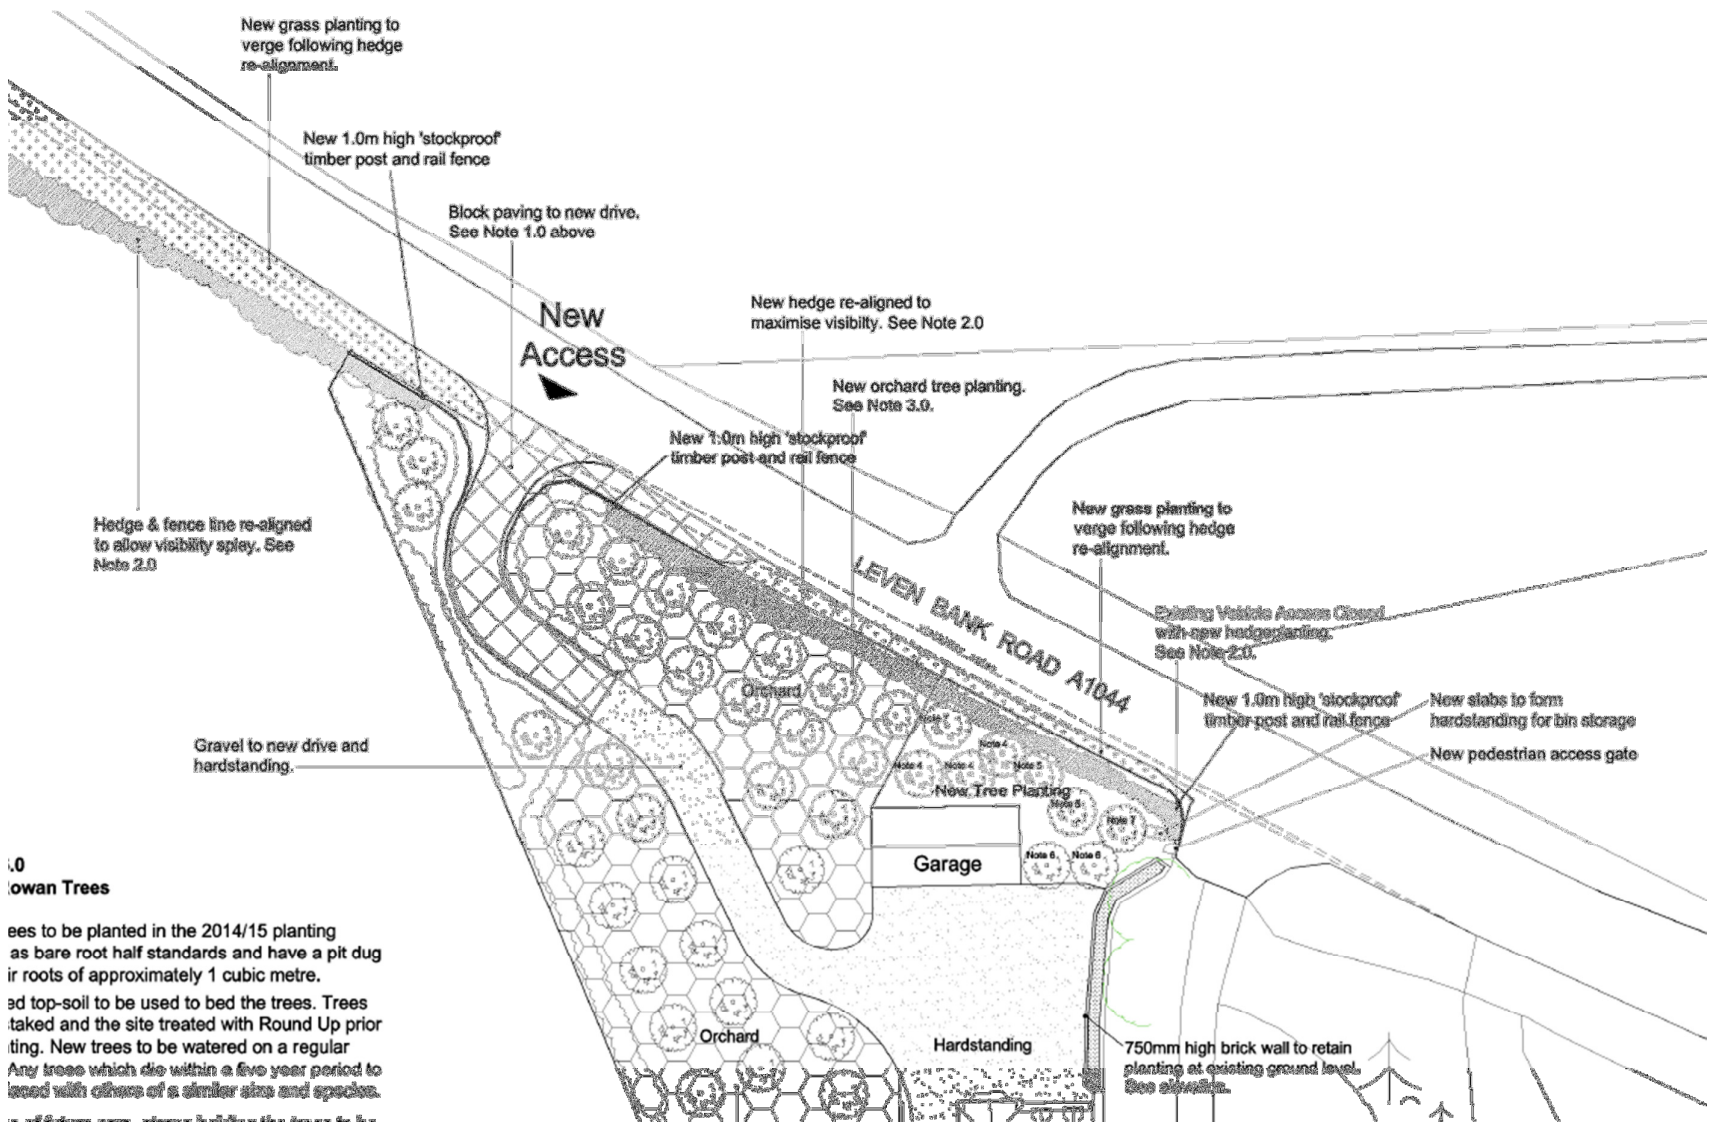 New grass planting to
verge following hedge
re-alignment.
New 1.0m high 'stockproof'
timber post and rail fence
Block paving to new drive.
See Note 1.0 above
New
Access
New hedge re-aligned to
maximise visibilty. See Note 2.0
New orchard tree planting.
See Note 3.0.
New 1.0m high 'stockproof'
timber post and rail fence
Hedge & fence line re-aligned
to allow visibility splay. See
Note 2.0
New grass planting to
verge following hedge
re-alignment.
LEVEN BANK ROAD A1044
Existing Vehicle Access Closed
with new hedgeplanting.
See Note 2.0.
New 1.0m high 'stockproof'
timber post and rail fence
New slabs to form
hardstanding for bin storage
New pedestrian access gate
Orchard
Gravel to new drive and
hardstanding.
Note 7
Note 4
Note 4
Note 4
Note 5
New Tree Planting
Note 5
Note 7
Note 6
Note 6
Garage
.0
owan Trees
ees to be planted in the 2014/15 planting
as bare root half standards and have a pit dug
ir roots of approximately 1 cubic metre.
ed top-soil to be used to bed the trees. Trees
taked and the site treated with Round Up prior
ting. New trees to be watered on a regular
Any trees which die within a five year period to
aced with others of a similar size and species.
Orchard
Hardstanding
750mm high brick wall to retain
planting at existing ground level.
See elevation.